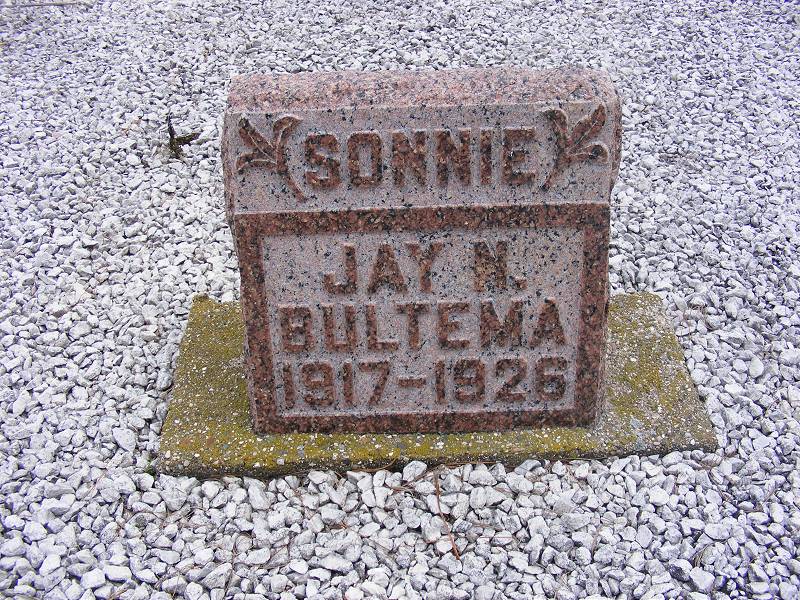 SONNIE
JAY N.
BULTEMA
1917-1926